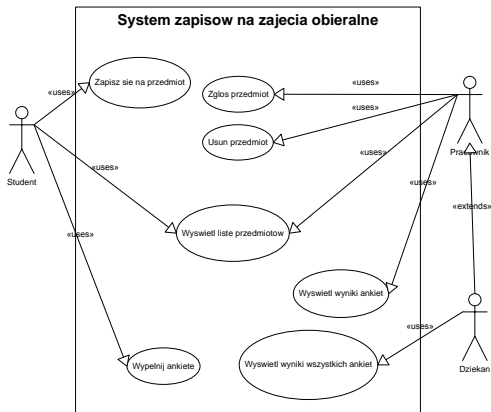 System zapisow na zajecia obieralne
Zapisz sie na przedmiot
«uses»
Zglos przedmiot
«uses»
Usun przedmiot
«uses»
Student
Pracownik
«uses»
«uses»
«uses»
«extends»
Wyswietl liste przedmiotow
«uses»
Wyswietl wyniki ankiet
«uses»
Wypelnij ankiete
Wyswietl wyniki wszystkich ankiet
Dziekan